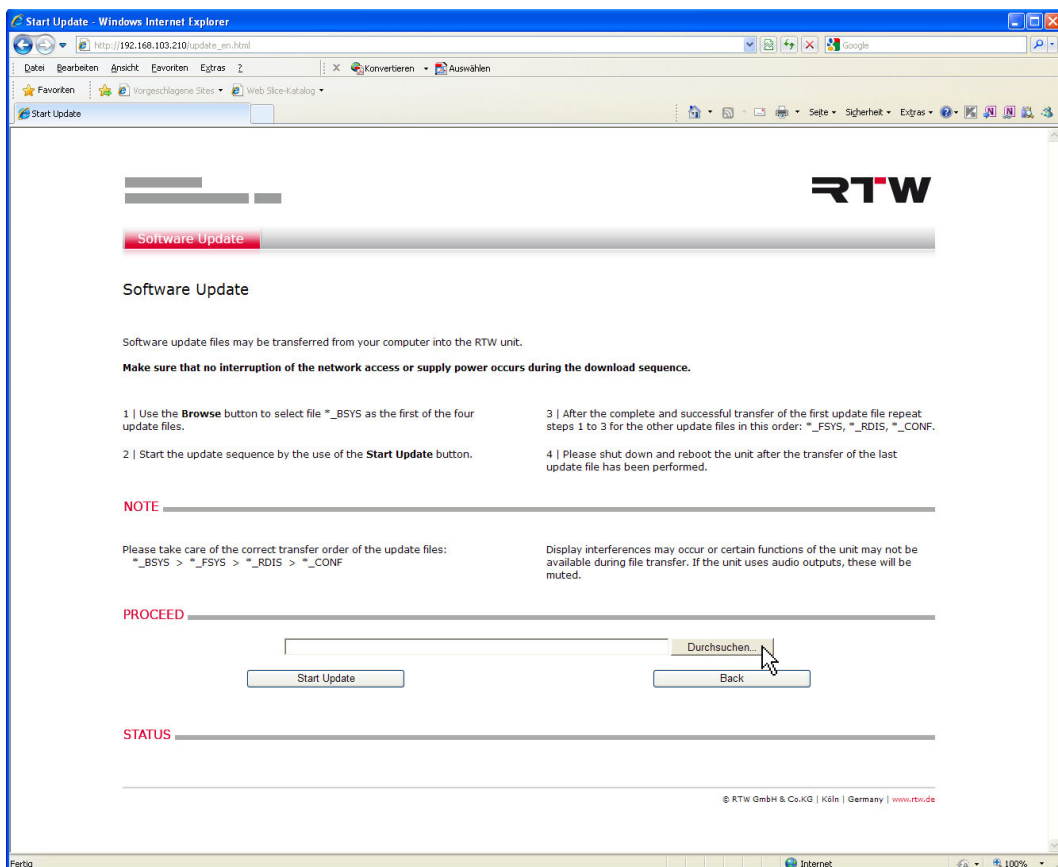 Start Update - Windows Internet Explorer
http://192.168.103.210/update_en.html
Google
Datei Bearbeiten Ansicht Favoriten Extras ?
X Konvertieren Auswählen
Favoriten Vorgeschlagene Sites Web Slice-Katalog
Start Update
Seite Sicherheit Extras
RTW
Software Update
Software Update
Software update files may be transferred from your computer into the RTW unit.
Make sure that no interruption of the network access or supply power occurs during the download sequence.
1 | Use the Browse button to select file *_BSYS as the first of the four
update files.
2 | Start the update sequence by the use of the Start Update button.
3 | After the complete and successful transfer of the first update file repeat
steps 1 to 3 for the other update files in this order: *_FSYS, *_RDIS, *_CONF.
4 | Please shut down and reboot the unit after the transfer of the last
update file has been performed.
NOTE
Please take care of the correct transfer order of the update files:
*_BSYS > *_FSYS > *_RDIS > *_CONF
Display interferences may occur or certain functions of the unit may not be
available during file transfer. If the unit uses audio outputs, these will be
muted.
PROCEED
Durchsuchen...
Start Update
Back
STATUS
© RTW GmbH & Co.KG | Köln | Germany | www.rtw.de
Fertig
Internet
100%